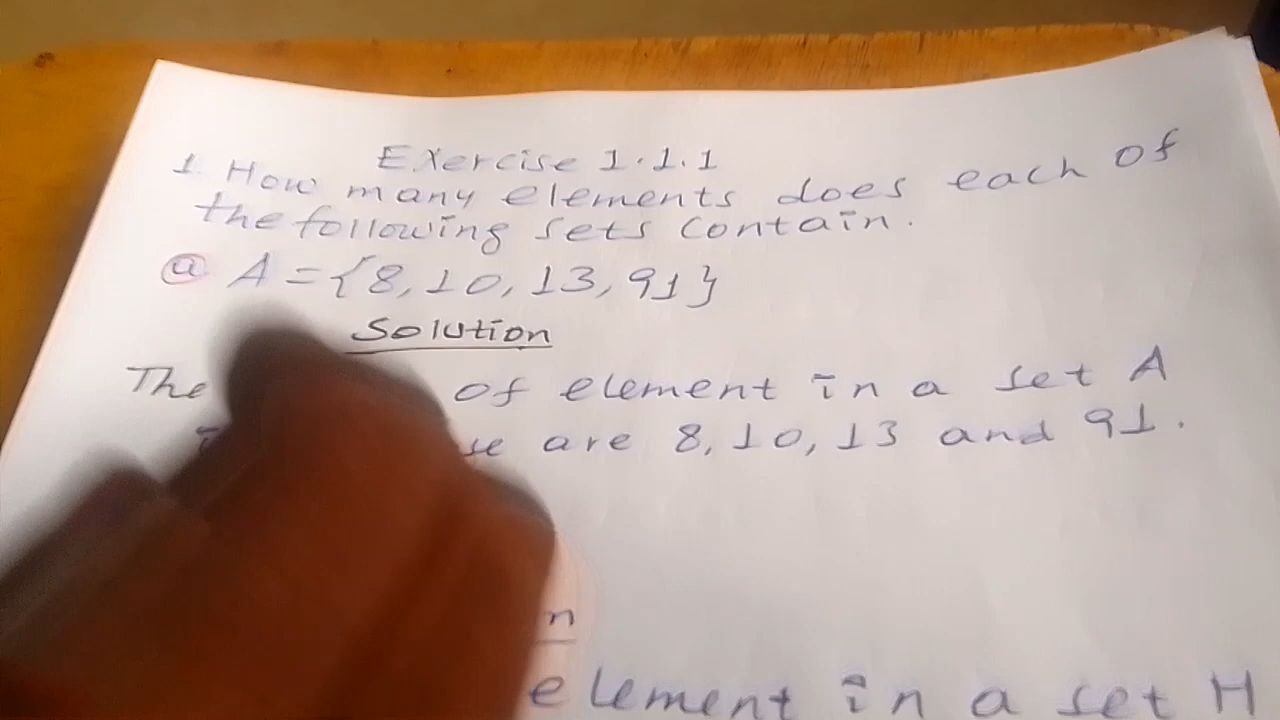 Exercise 1.1.1
1 How many elements does each of
the following sets contain.
(a) A = {8, 10, 13, 91}
Solution
The of element in a set A
are 8, 10, 13 and 91.
element in a set H